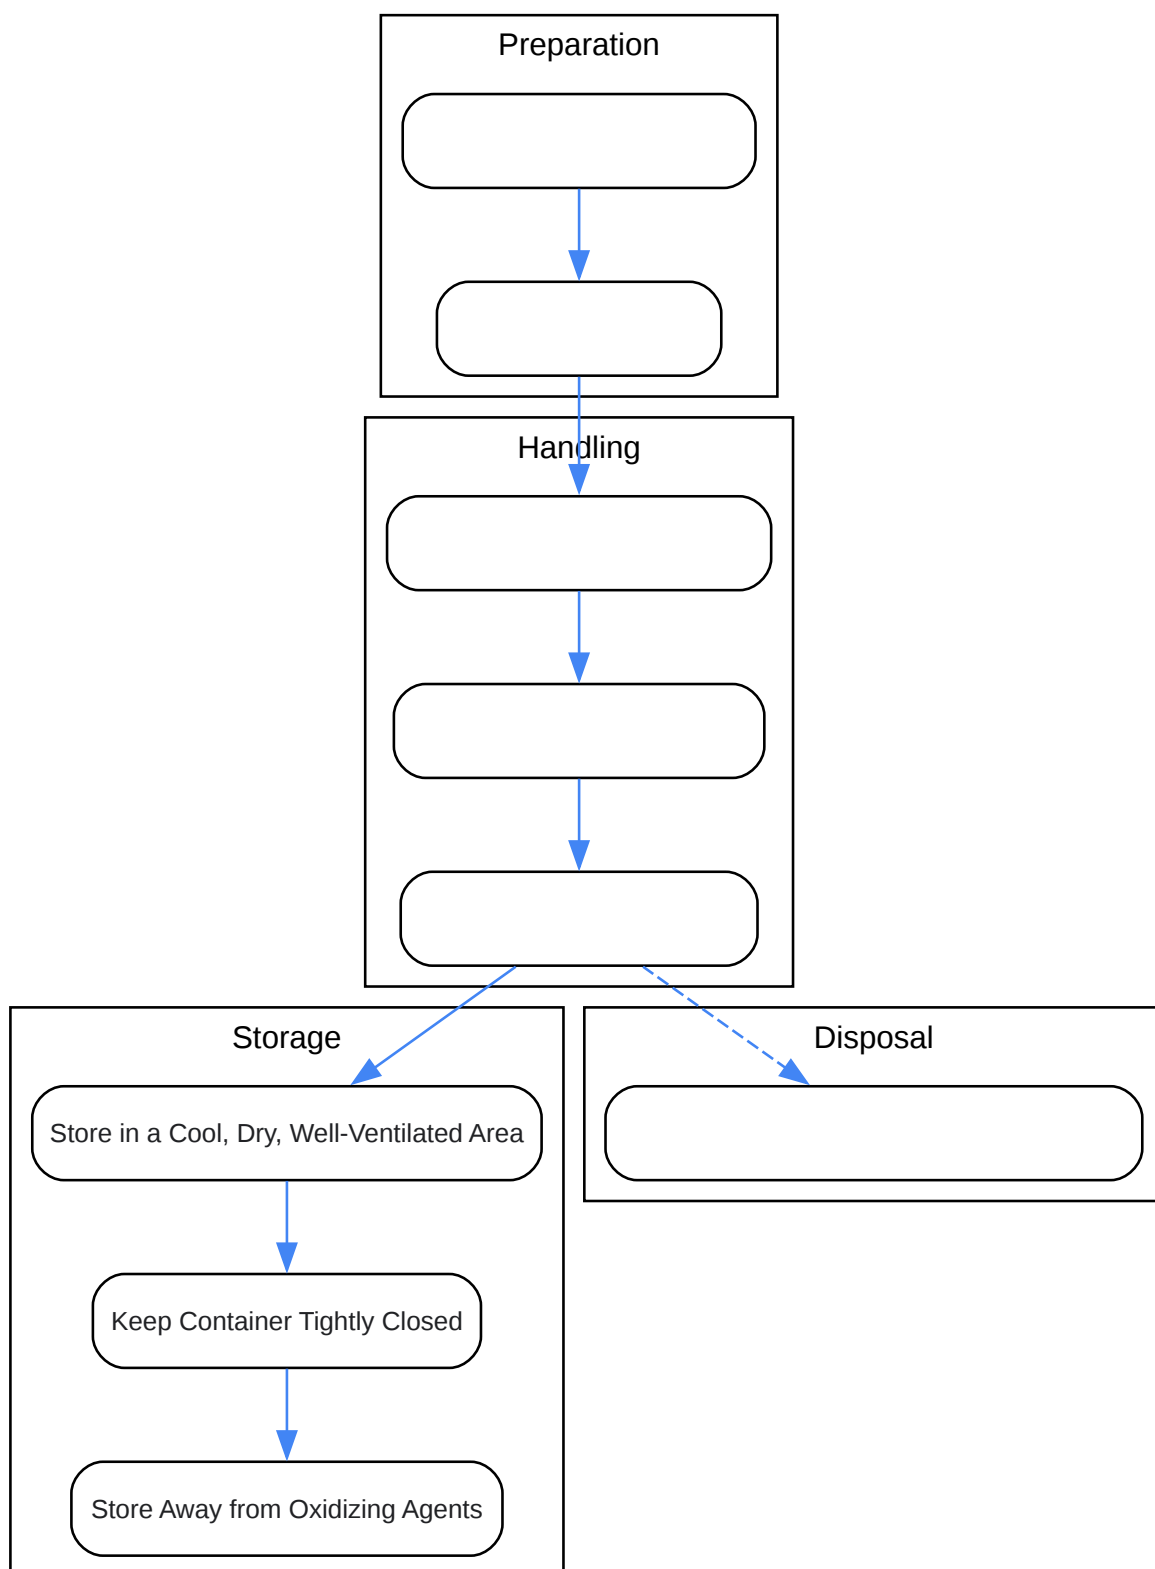 Preparation
Handling
Storage
Disposal
Store in a Cool, Dry, Well-Ventilated Area
Keep Container Tightly Closed
Store Away from Oxidizing Agents